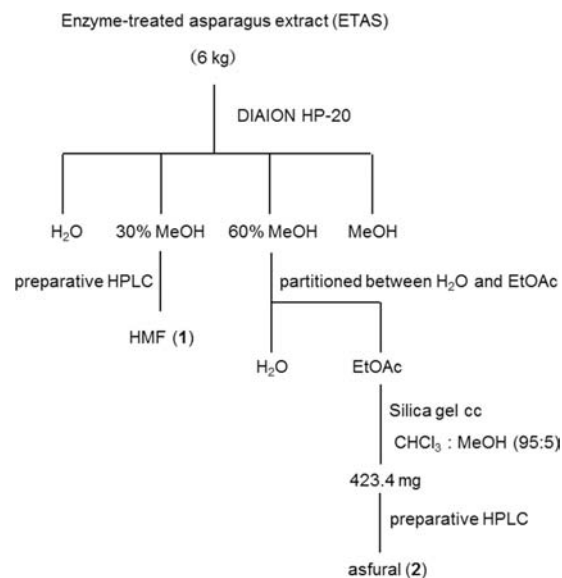 Enzyme-treated asparagus extract (ETAS)
(6 kg)
DIAION HP-20
H₂O 30% MeOH 60% MeOH MeOH
preparative HPLC
partitioned between H₂O and EtOAc
HMF (1)
H₂O EtOAc
Silica gel cc
CHCl₃ : MeOH (95:5)
423.4 mg
preparative HPLC
asfural (2)